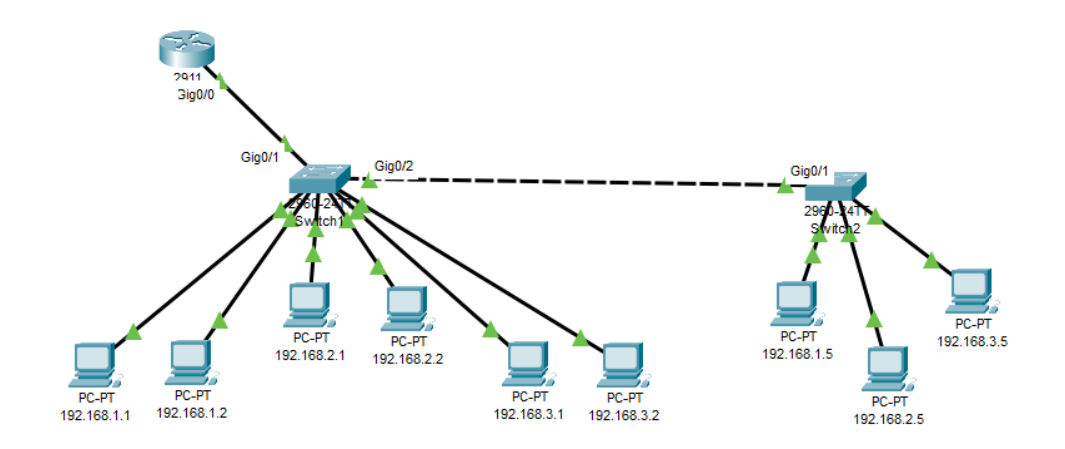 2911
Gig0/0
Gig0/1
Gig0/2
2960-24TT
Switch1
Gig0/1
2960-24TT
Switch2
PC-PT
192.168.1.1
PC-PT
192.168.1.2
PC-PT
192.168.2.1
PC-PT
192.168.2.2
PC-PT
192.168.3.1
PC-PT
192.168.3.2
PC-PT
192.168.1.5
PC-PT
192.168.2.5
PC-PT
192.168.3.5